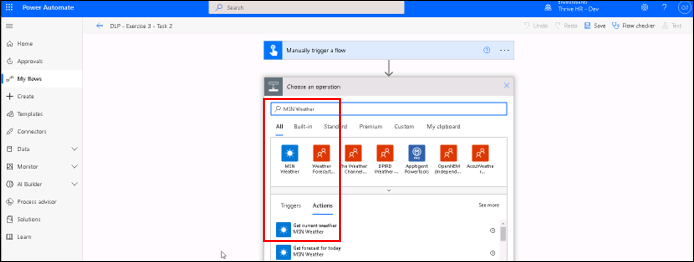 Power Automate
Search
Environments
Thrive HR - Dev
DLP - Exercise 3 - Task 2
Undo
Redo
Save
Flow checker
Test
Home
Approvals
My flows
Create
Templates
Connectors
Data
Monitor
AI Builder
Process advisor
Solutions
Learn
Manually trigger a flow
Choose an operation
MSN Weather
All
Built-in
Standard
Premium
Custom
My clipboard
MSN
Weather
Weather
Forecast...
The Weather
Channel...
DPIRD
Weather ...
Appligent
PowerTools
OpenNEM
(Independ...
AccuWeathe
r...
Triggers
Actions
See more
Get current weather
MSN Weather
Get forecast for today
MSN Weather